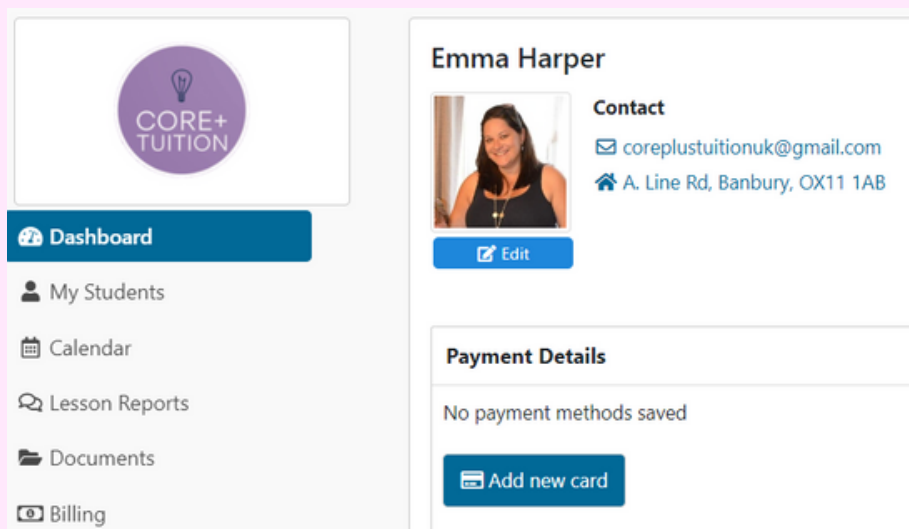 CORE+
TUITION
Dashboard
My Students
Calendar
Lesson Reports
Documents
Billing
Emma Harper
Contact
coreplustuitionuk@gmail.com
A. Line Rd, Banbury, OX11 1AB
Edit
Payment Details
No payment methods saved
Add new card